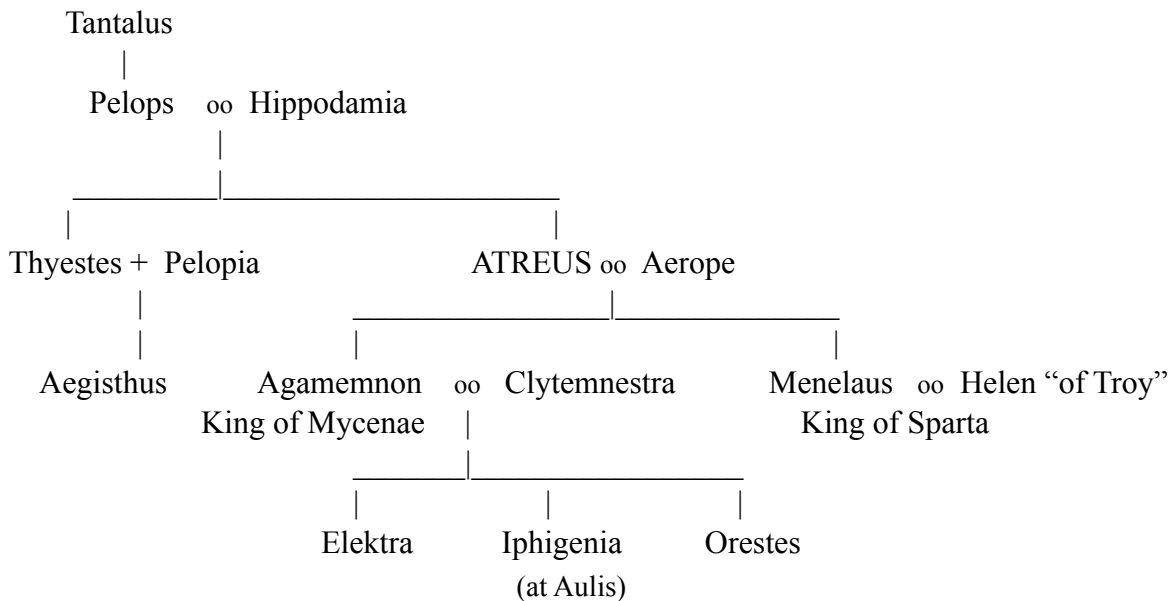 Tantalus
Pelops oo Hippodamia
Thyestes + Pelopia ATREUS oo Aerope
Aegisthus Agamemnon oo Clytemnestra Menelaus oo Helen “of Troy”
King of Mycenae King of Sparta
Elektra Iphigenia Orestes
(at Aulis)